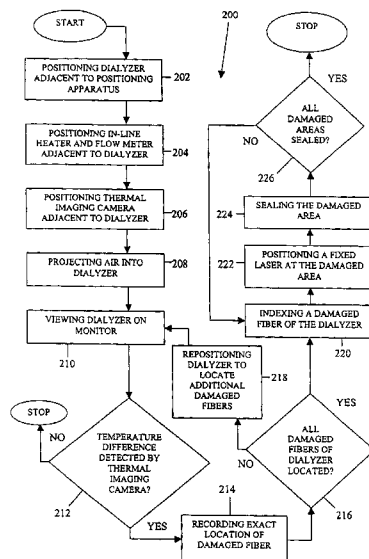 START
200
POSITIONING DIALYZER
ADJACENT TO POSITIONING
APPARATUS
202
POSITIONING IN-LINE
HEATER AND FLOW METER
ADJACENT TO DIALYZER
204
POSITIONING THERMAL
IMAGING CAMERA
ADJACENT TO DIALYZER
206
PROJECTING AIR INTO
DIALYZER
208
VIEWING DIALYZER ON
MONITOR
210
TEMPERATURE
DIFFERENCE
DETECTED BY
THERMAL
IMAGING
CAMERA?
212
NO
STOP
YES
214
RECORDING EXACT
LOCATION OF
DAMAGED FIBER
ALL
DAMAGED
FIBERS OF
DIALYZER
LOCATED?
216
NO
REPOSITIONING
DIALYZER TO
LOCATE
ADDITIONAL
DAMAGED
FIBERS
218
YES
INDEXING A DAMAGED
FIBER OF THE DIALYZER
220
POSITIONING A FIXED
LASER AT THE DAMAGED
AREA
222
SEALING THE DAMAGED
AREA
224
ALL
DAMAGED
AREAS
SEALED?
226
NO
YES
STOP